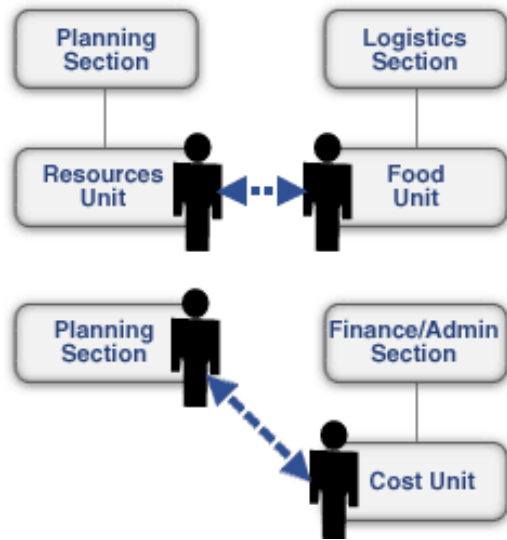 Planning
Section
Logistics
Section
Resources
Unit
Food
Unit
Planning
Section
Finance/Admin
Section
Cost Unit